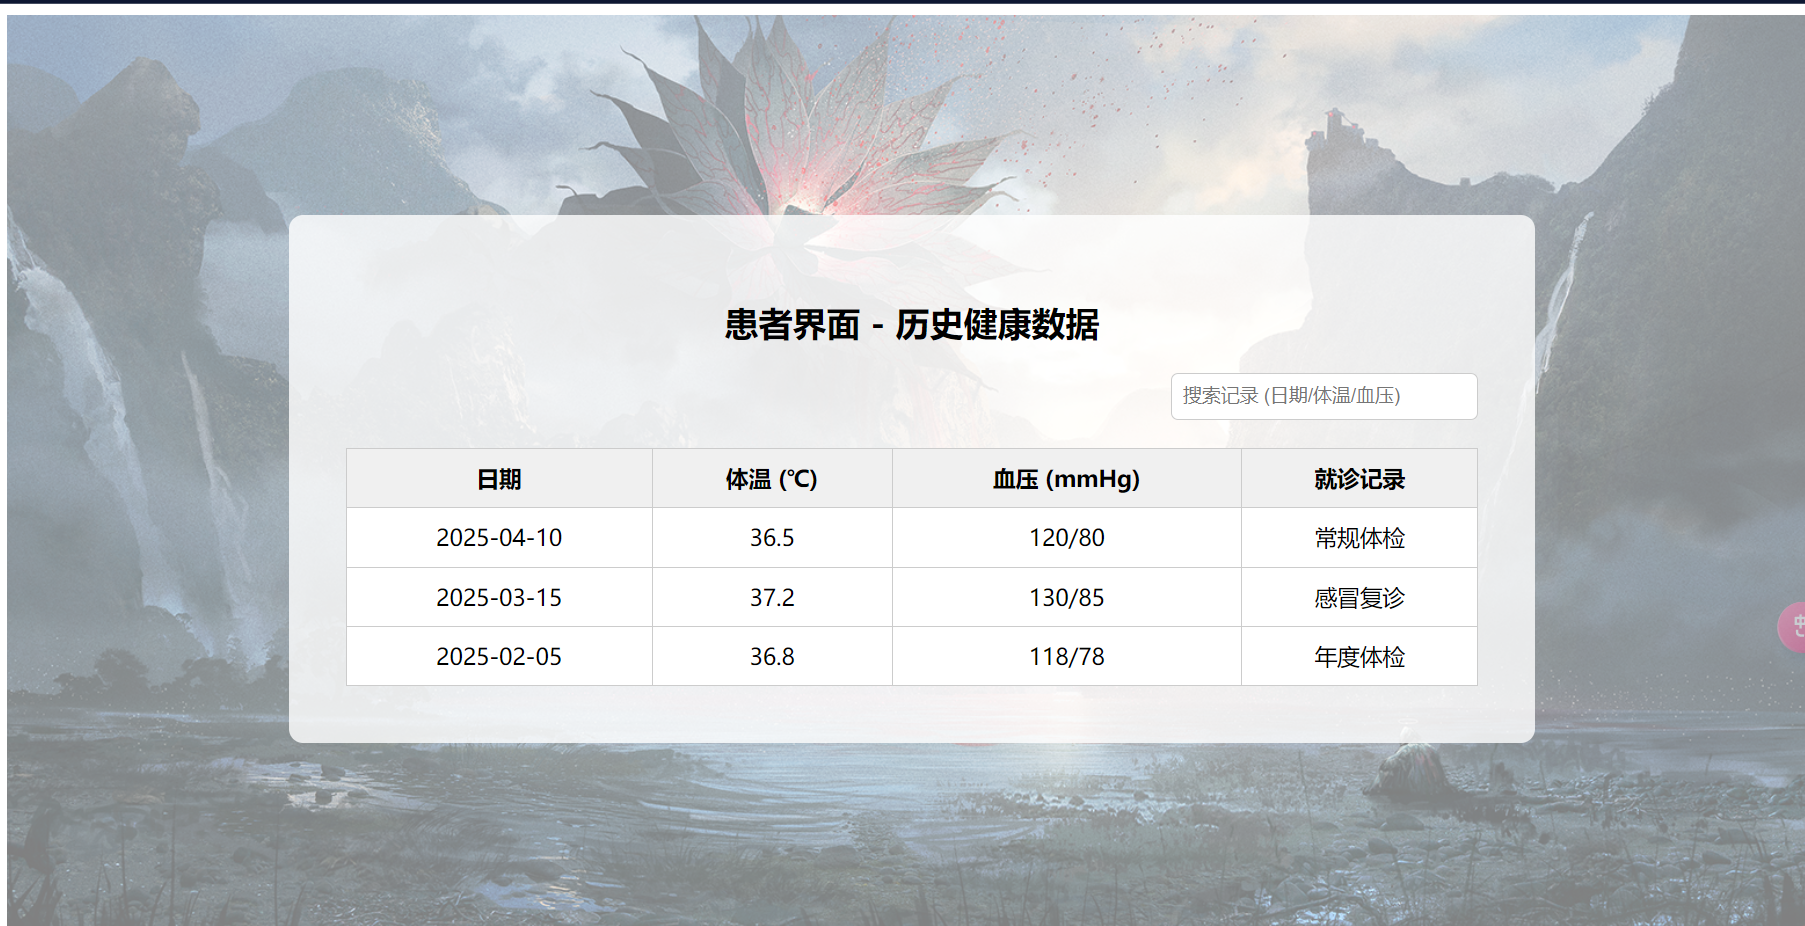 患者界面 - 历史健康数据
搜索记录 (日期/体温/血压)
日期 体温 (℃) 血压 (mmHg) 就诊记录
2025-04-10 36.5 120/80 常规体检
2025-03-15 37.2 130/85 感冒复诊
2025-02-05 36.8 118/78 年度体检